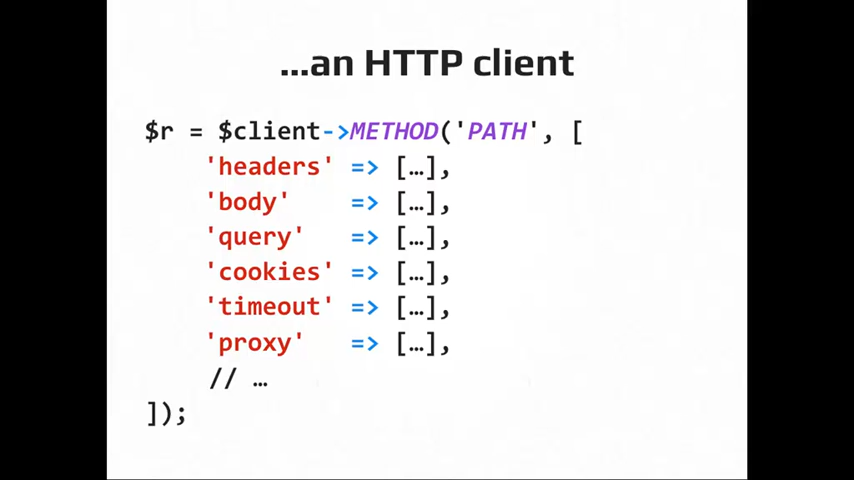 ...an HTTP client
$r = $client->METHOD('PATH', [
'headers' => […],
'body' => […],
'query' => […],
'cookies' => […],
'timeout' => […],
'proxy' => […],
// …
]);